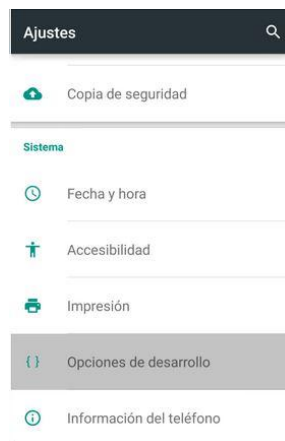 Ajustes
Copia de seguridad
Sistema
Fecha y hora
Accesibilidad
Impresión
{ } Opciones de desarrollo
Información del teléfono